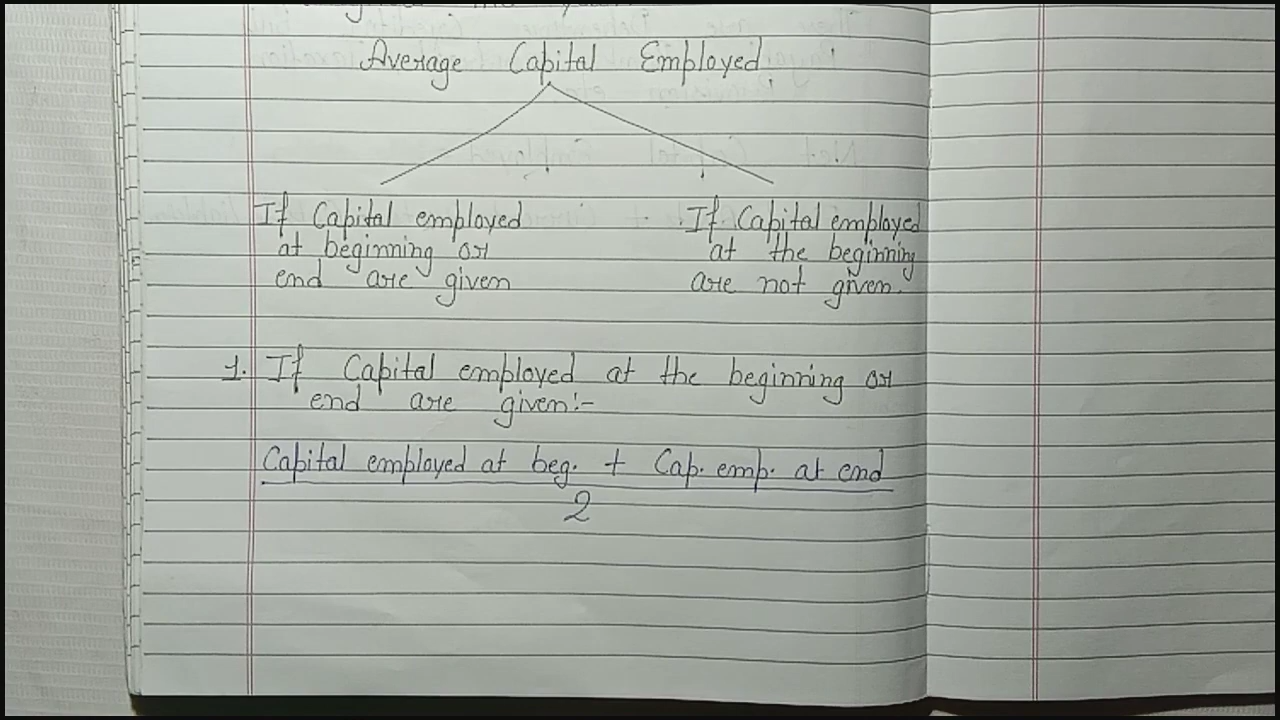 Average Capital Employed
If Capital employed
at beginning or
end are given
If Capital employed
at the beginning
are not given.
1. If Capital employed at the beginning or
end are given:-
Capital employed at beg. + Cap. emp. at end
2